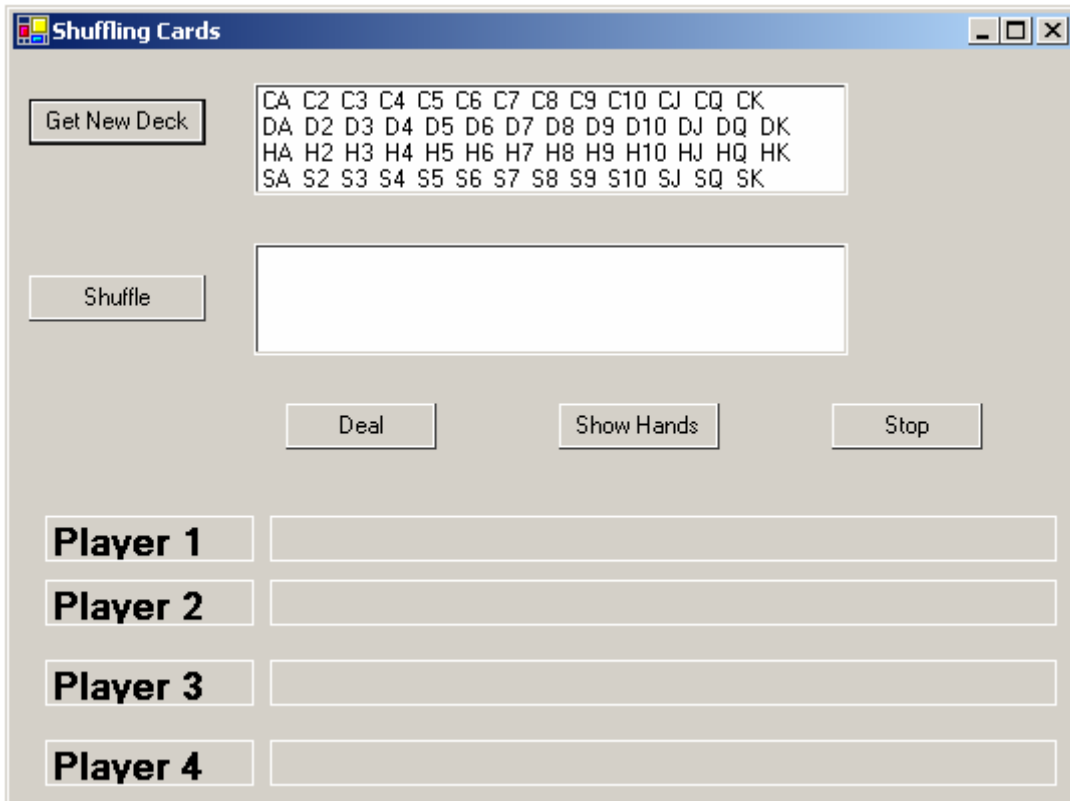 Shuffling Cards
Get New Deck
CA C2 C3 C4 C5 C6 C7 C8 C9 C10 CJ CQ CK
DA D2 D3 D4 D5 D6 D7 D8 D9 D10 DJ DQ DK
HA H2 H3 H4 H5 H6 H7 H8 H9 H10 HJ HQ HK
SA S2 S3 S4 S5 S6 S7 S8 S9 S10 SJ SQ SK
Shuffle
Deal Show Hands Stop
Player 1
Player 2
Player 3
Player 4